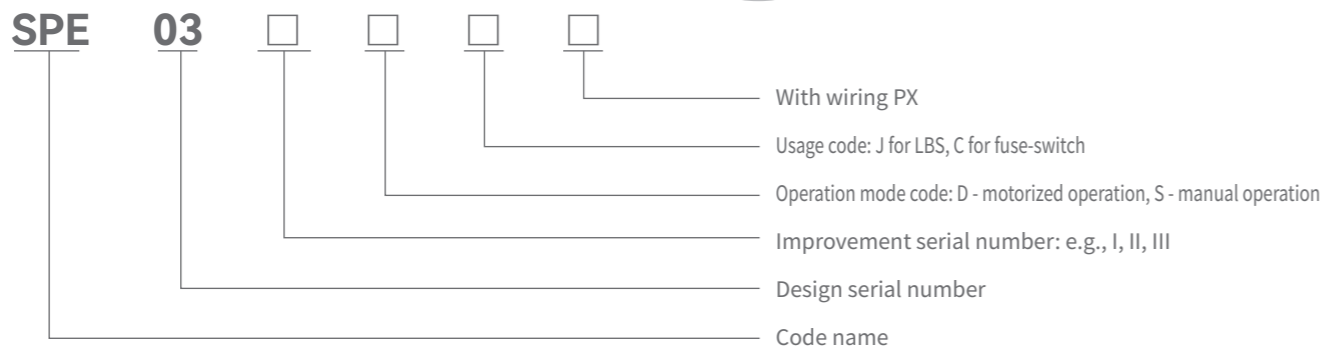 SPE 03 □ □ □ □
With wiring PX
Usage code: J for LBS, C for fuse-switch
Operation mode code: D - motorized operation, S - manual operation
Improvement serial number: e.g., I, II, III
Design serial number
Code name